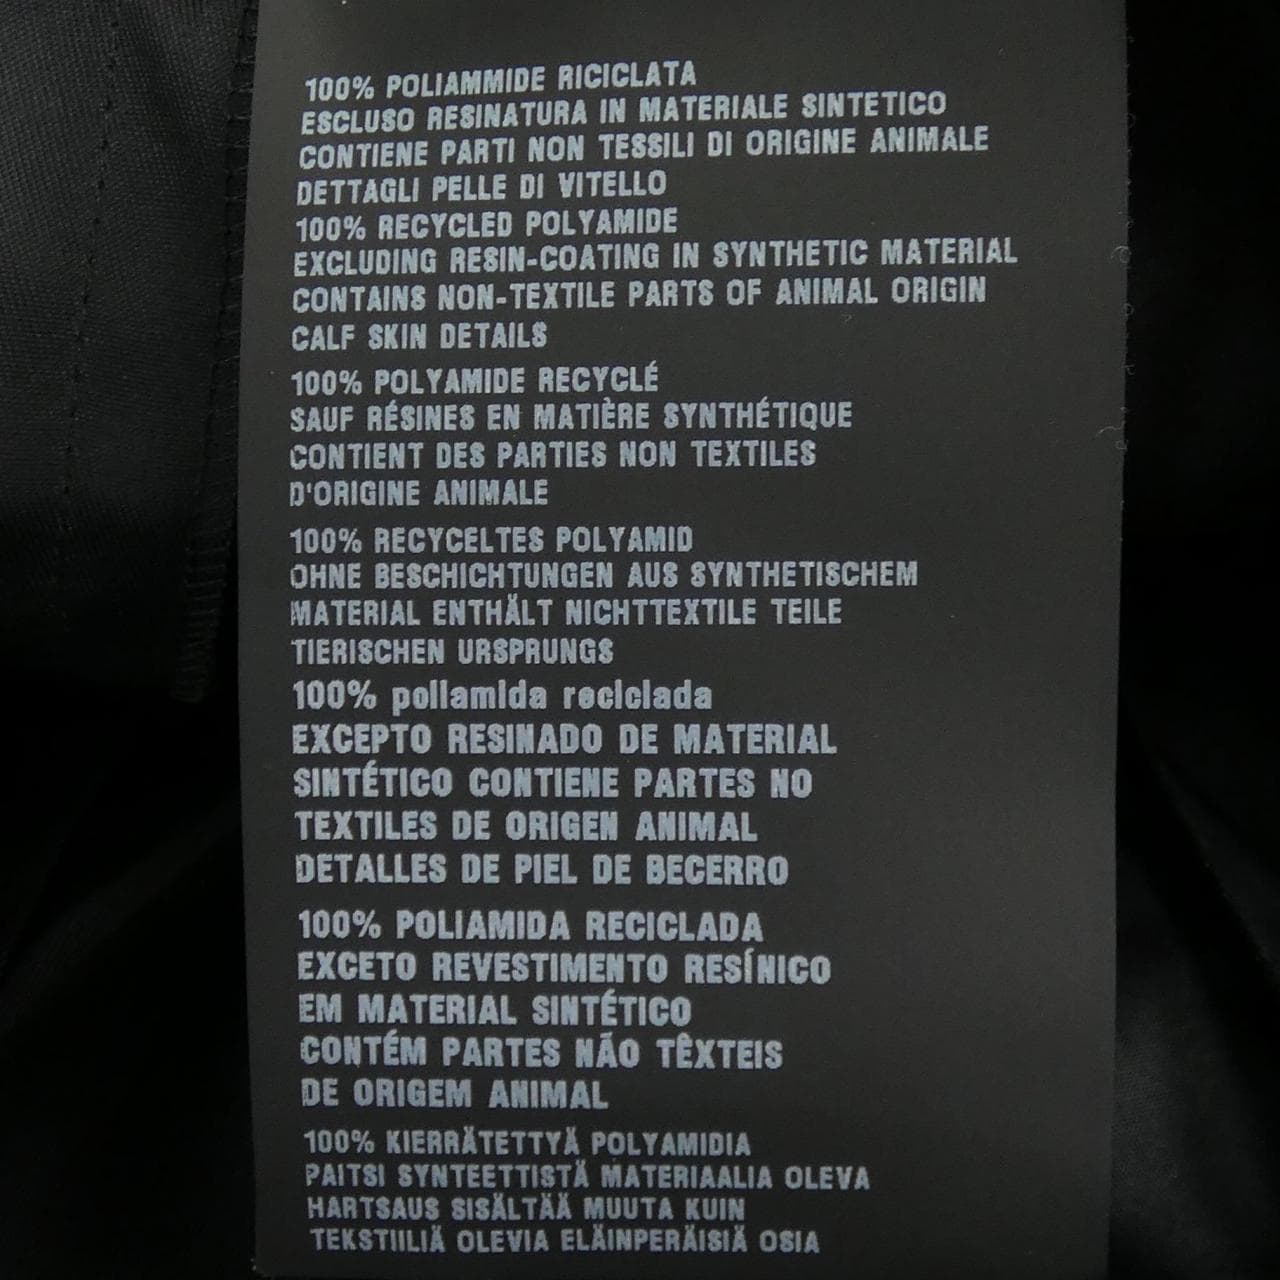 100% POLIAMMIDE RICICLATA
ESCLUSO RESINATURA IN MATERIALE SINTETICO
CONTIENE PARTI NON TESSILI DI ORIGINE ANIMALE
DETTAGLI PELLE DI VITELLO
100% RECYCLED POLYAMIDE
EXCLUDING RESIN-COATING IN SYNTHETIC MATERIAL
CONTAINS NON-TEXTILE PARTS OF ANIMAL ORIGIN
CALF SKIN DETAILS
100% POLYAMIDE RECYCLÉ
SAUF RÉSINES EN MATIÈRE SYNTHÉTIQUE
CONTIENT DES PARTIES NON TEXTILES
D'ORIGINE ANIMALE
100% RECYCELTES POLYAMID
OHNE BESCHICHTUNGEN AUS SYNTHETISCHEM
MATERIAL ENTHÄLT NICHTTEXTILE TEILE
TIERISCHEN URSPRUNGS
100% poliamida reciclada
EXCEPTO RESINADO DE MATERIAL
SINTÉTICO CONTIENE PARTES NO
TEXTILES DE ORIGEN ANIMAL
DETALLES DE PIEL DE BECERRO
100% POLIAMIDA RECICLADA
EXCETO REVESTIMENTO RESÍNICO
EM MATERIAL SINTÉTICO
CONTÉM PARTES NÃO TÊXTEIS
DE ORIGEM ANIMAL
100% KIERRÄTETTYÄ POLYAMIDIA
PAITSI SYNTEETTISTÄ MATERIAALIA OLEVA
HARTSAUS SISÄLTÄÄ MUUTA KUIN
TEKSTIILIÄ OLEVIA ELÄINPERÄISIÄ OSIA